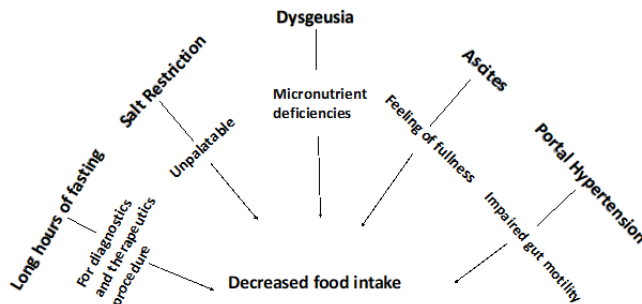 Dysgeusia
Salt Restriction
Ascites
Micronutrient
deficiencies
Unpalatable
Feeling of fullness
Portal Hypertension
Long hours of fasting
For diagnostics
and therapeutics
procedure
Impaired gut motility
Decreased food intake